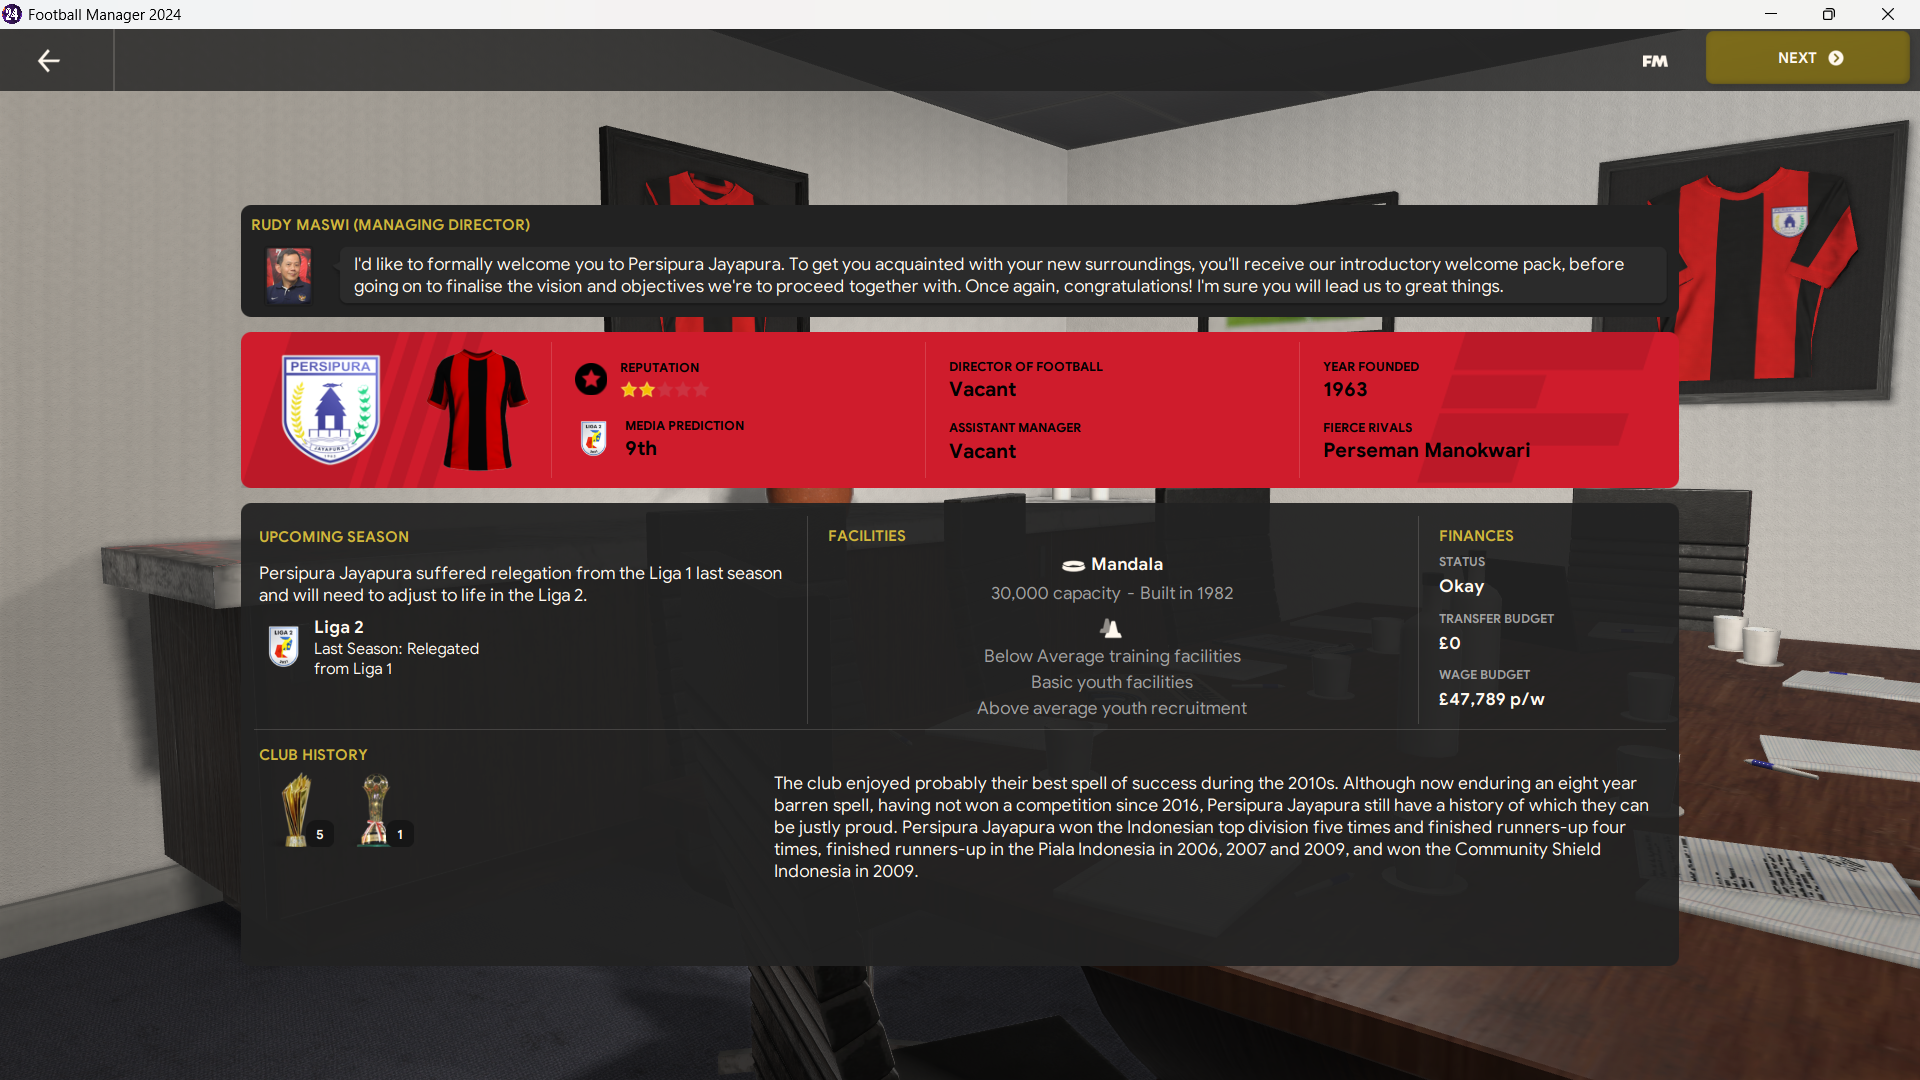 24 Football Manager 2024
FM
NEXT
RUDY MASWI (MANAGING DIRECTOR)
I'd like to formally welcome you to Persipura Jayapura. To get you acquainted with your new surroundings, you'll receive our introductory welcome pack, before
going on to finalise the vision and objectives we're to proceed together with. Once again, congratulations! I'm sure you will lead us to great things.
PERSIPURA
JAYAPURA
1963
REPUTATION
LIGA 2
MEDIA PREDICTION
9th
DIRECTOR OF FOOTBALL
Vacant
ASSISTANT MANAGER
Vacant
YEAR FOUNDED
1963
FIERCE RIVALS
Perseman Manokwari
UPCOMING SEASON
Persipura Jayapura suffered relegation from the Liga 1 last season
and will need to adjust to life in the Liga 2.
LIGA 2
Liga 2
Last Season: Relegated
from Liga 1
FACILITIES
Mandala
30,000 capacity - Built in 1982
Below Average training facilities
Basic youth facilities
Above average youth recruitment
FINANCES
STATUS
Okay
TRANSFER BUDGET
£0
WAGE BUDGET
£47,789 p/w
CLUB HISTORY
5
1
The club enjoyed probably their best spell of success during the 2010s. Although now enduring an eight year
barren spell, having not won a competition since 2016, Persipura Jayapura still have a history of which they can
be justly proud. Persipura Jayapura won the Indonesian top division five times and finished runners-up four
times, finished runners-up in the Piala Indonesia in 2006, 2007 and 2009, and won the Community Shield
Indonesia in 2009.